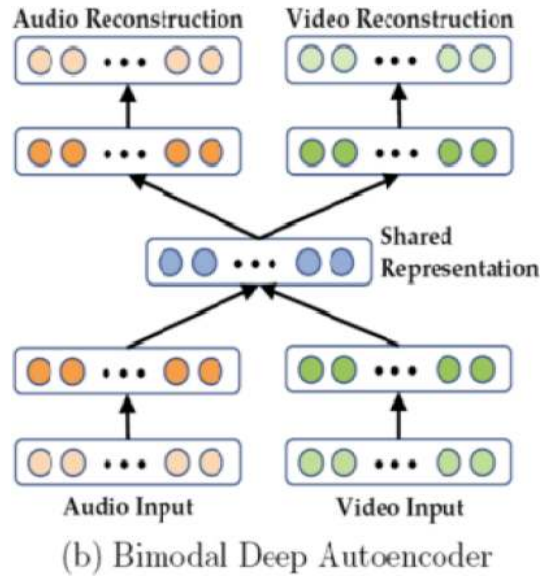 Audio Reconstruction
Video Reconstruction
Shared
Representation
Audio Input
Video Input
(b) Bimodal Deep Autoencoder